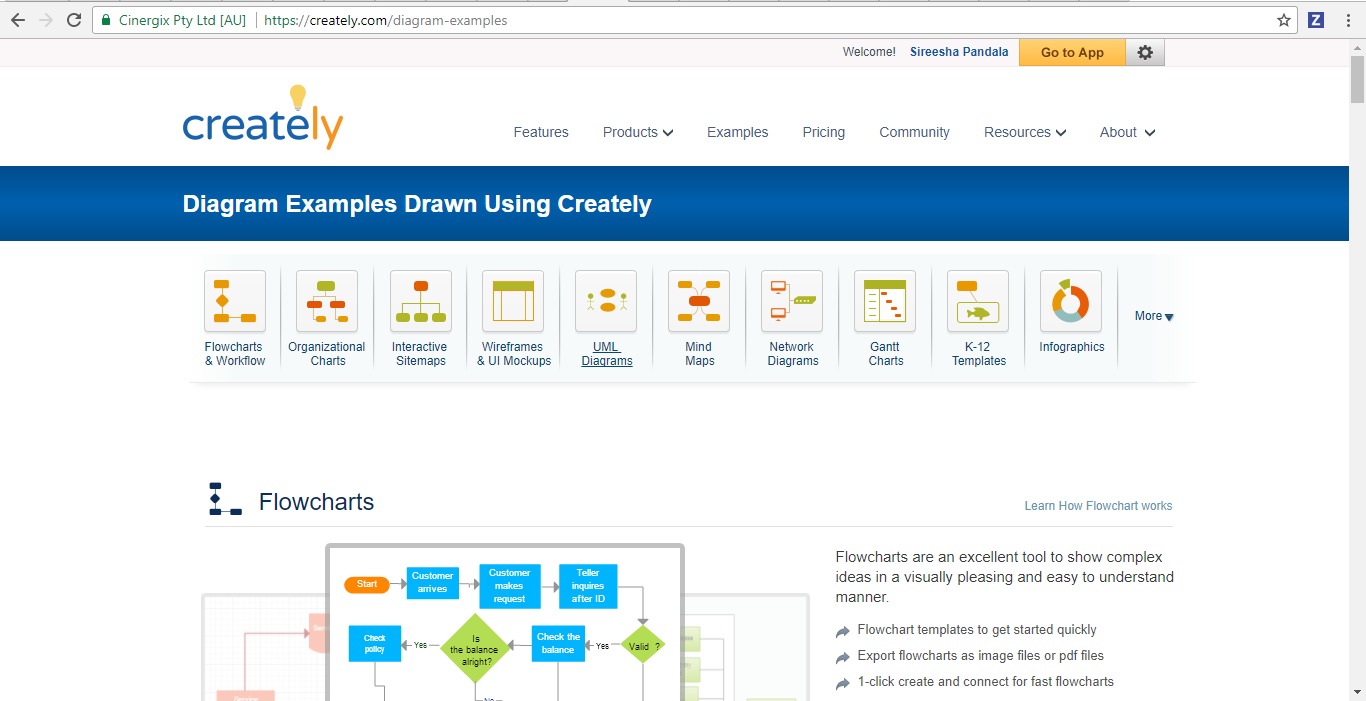 Cinergix Pty Ltd [AU] https://creately.com/diagram-examples
Z
Welcome! Sireesha Pandala Go to App
creately
Features Products Examples Pricing Community Resources About
Diagram Examples Drawn Using Creately
Flowcharts
& Workflow
Organizational
Charts
Interactive
Sitemaps
Wireframes
& UI Mockups
UML
Diagrams
Mind
Maps
Network
Diagrams
Gantt
Charts
K-12
Templates
Infographics
More
Flowcharts
Learn How Flowchart works
Start
Customer
arrives
Customer
makes
request
Teller
inquires
after ID
Check
policy
Yes
Is
the balance
alright?
Check the
balance
Yes
Valid ?
No
Flowcharts are an excellent tool to show complex
ideas in a visually pleasing and easy to understand
manner.
Flowchart templates to get started quickly
Export flowcharts as image files or pdf files
1-click create and connect for fast flowcharts